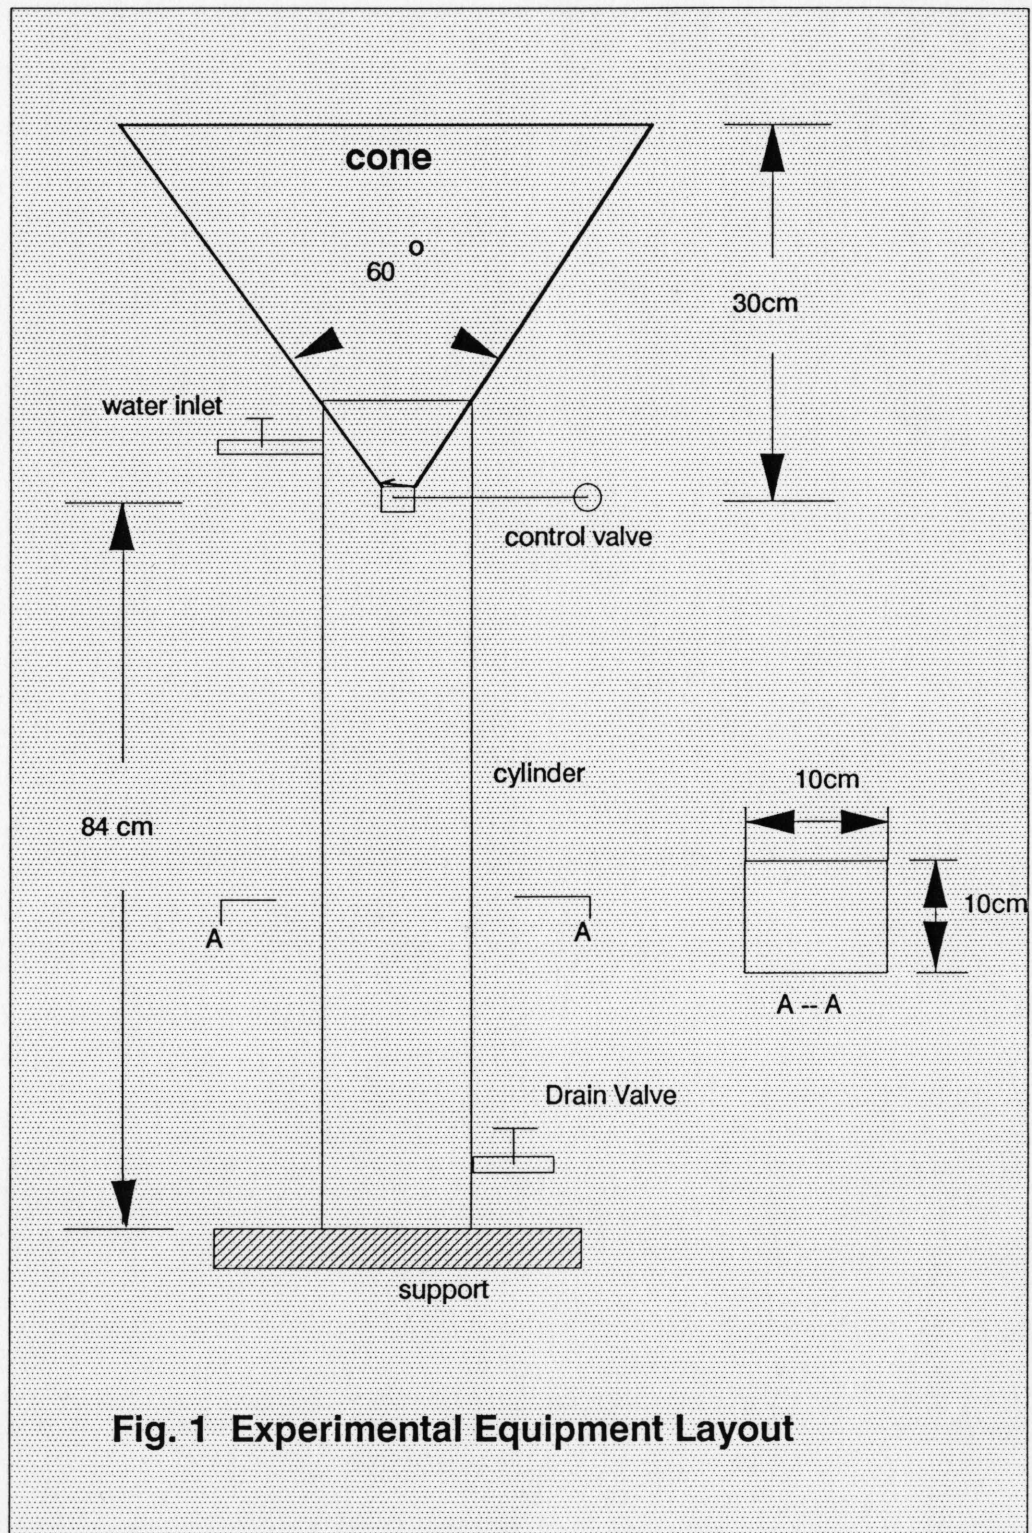 cone
60 o
30cm
water inlet
control valve
cylinder
10cm
84 cm
10cm
A A
A -- A
Drain Valve
support
Fig. 1 Experimental Equipment Layout